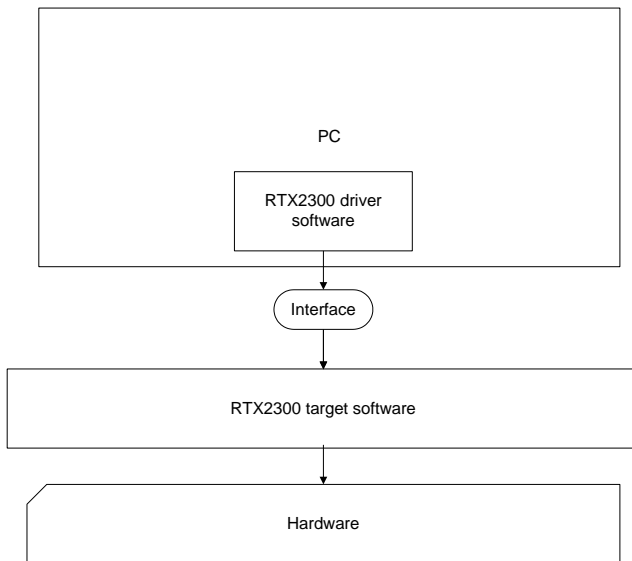 PC
RTX2300 driver
software
Interface
RTX2300 target software
Hardware